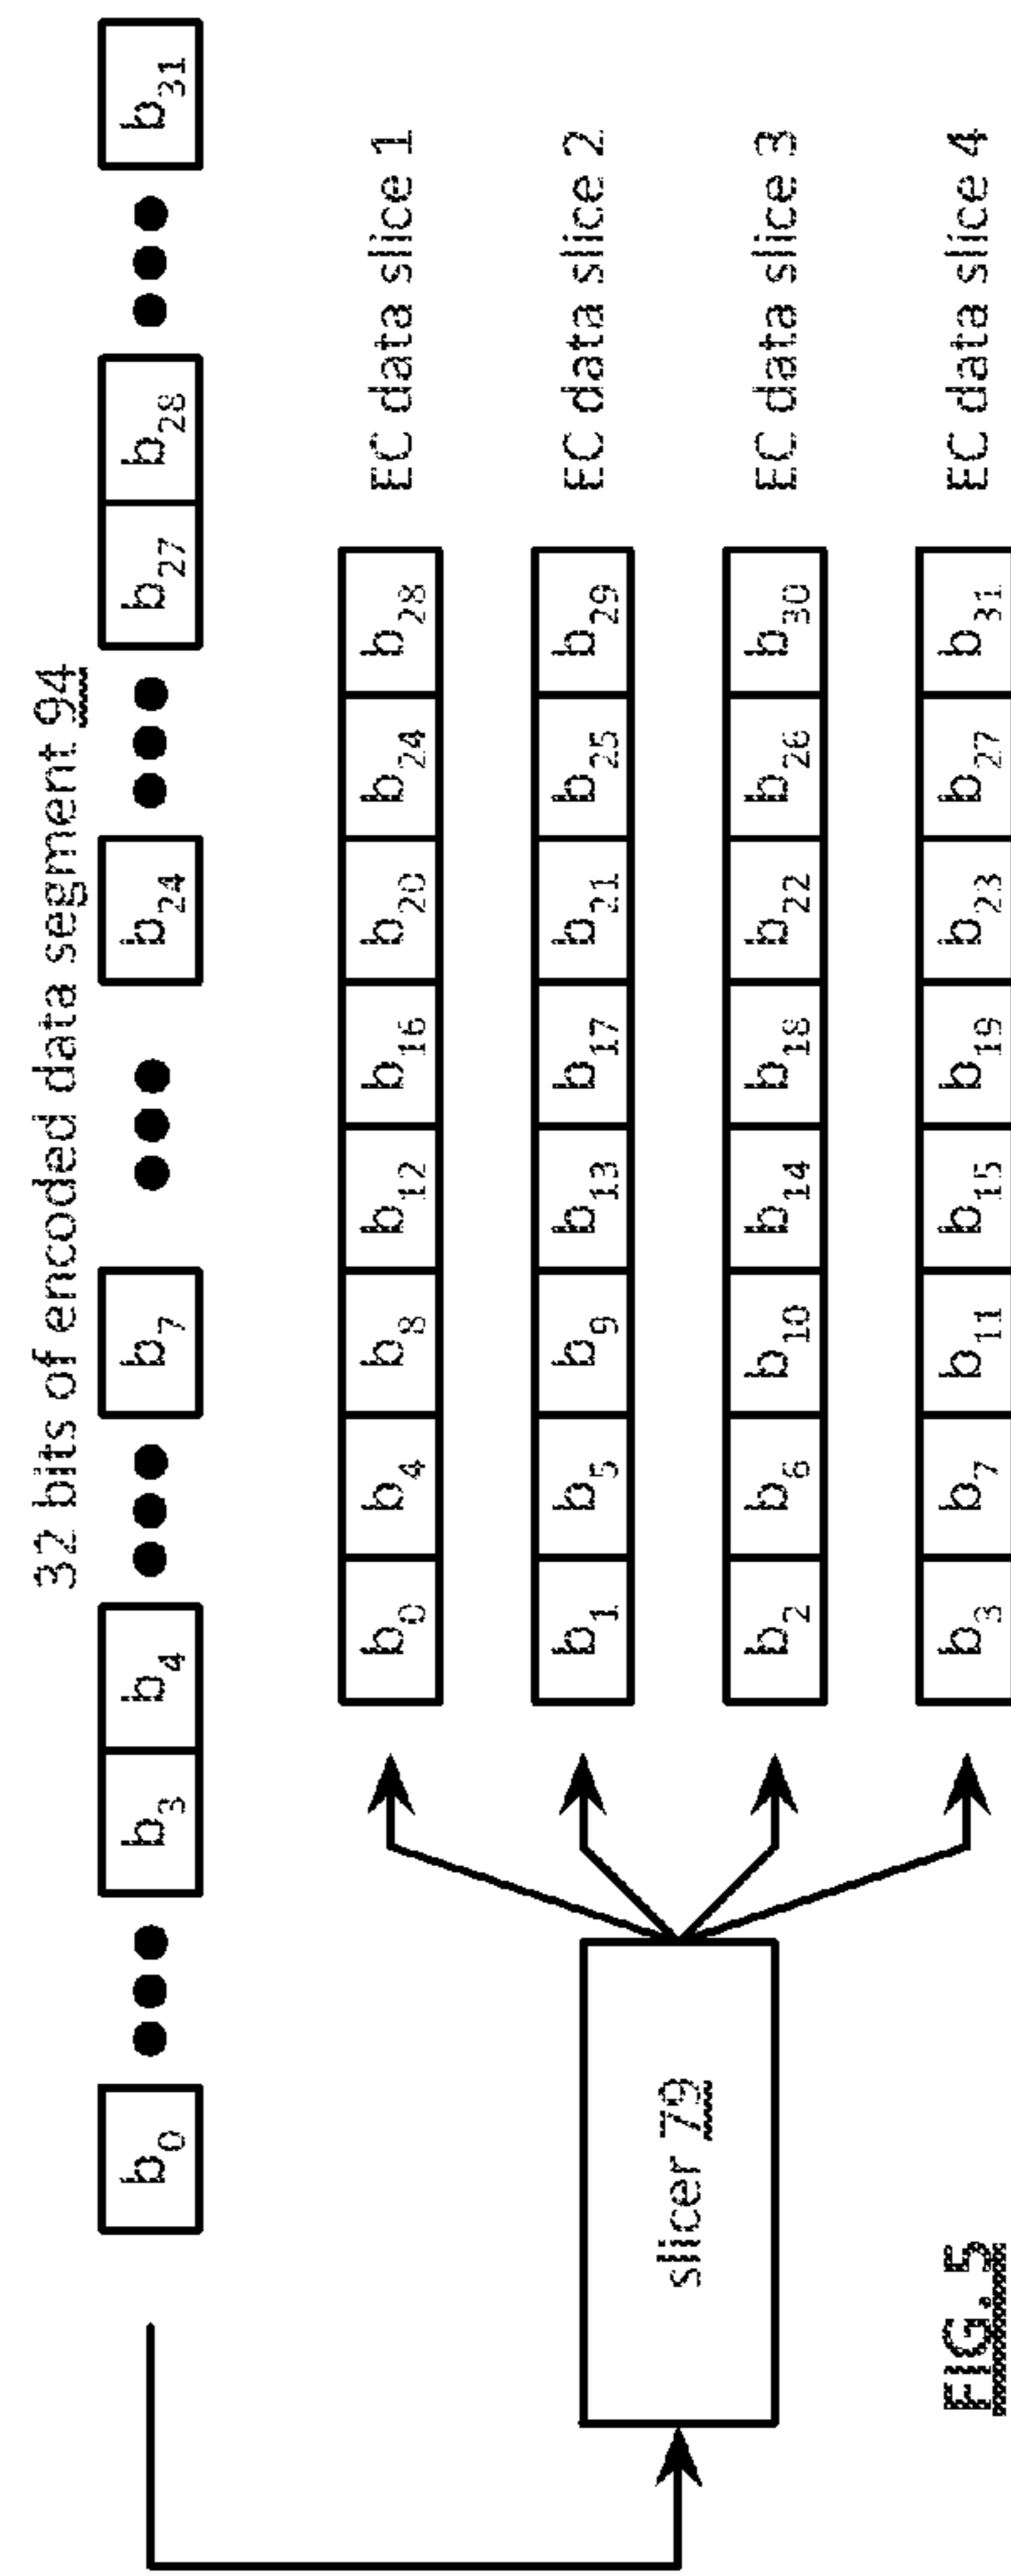 32 bits of encoded data segment 94
b0 ●●● b3 b4 ●●● b7 ●●● b24 ●●● b27 b28 ●●● b31
b0 b4 b8 b12 b16 b20 b24 b28 EC data slice 1
b1 b5 b9 b13 b17 b21 b25 b29 EC data slice 2
slicer 79
b2 b6 b10 b14 b18 b22 b26 b30 EC data slice 3
b3 b7 b11 b15 b19 b23 b27 b31 EC data slice 4
FIG. 5